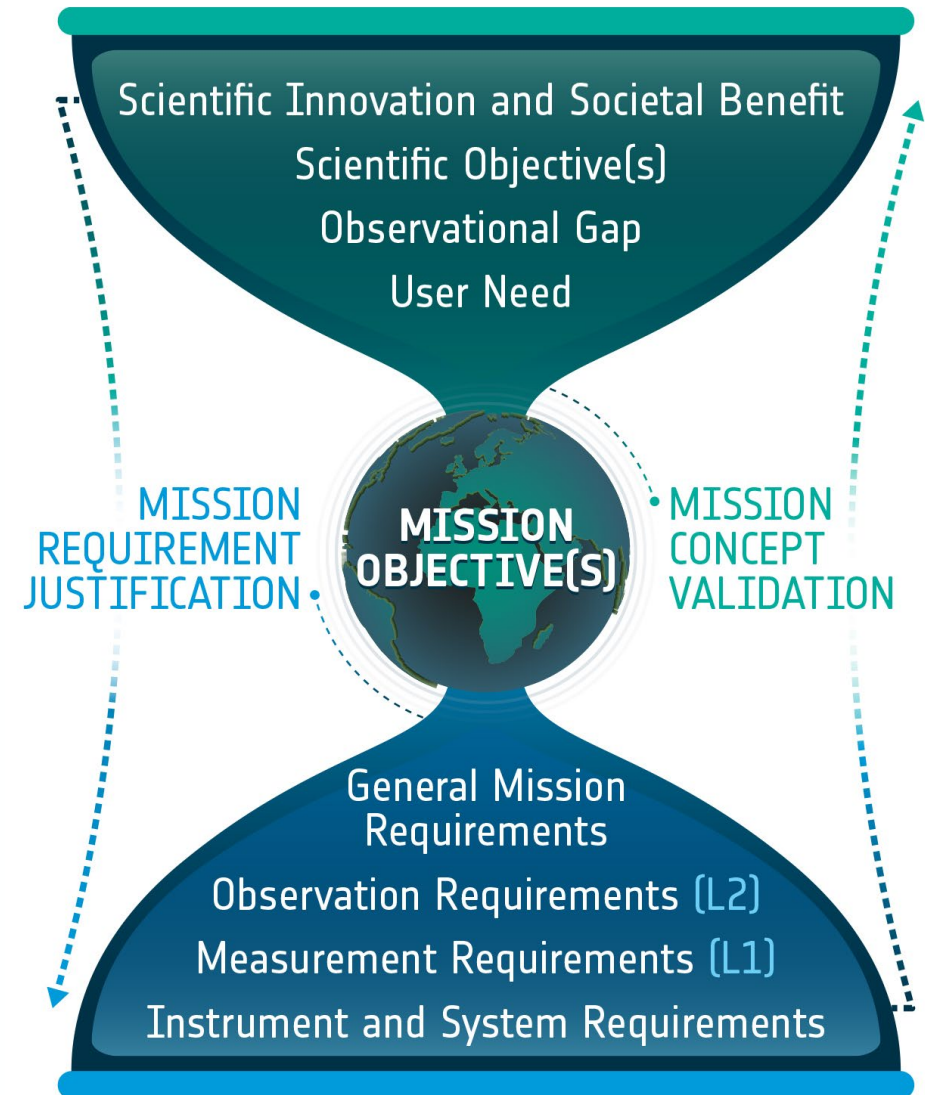 Scientific Innovation and Societal Benefit
Scientific Objective(s)
Observational Gap
User Need
MISSION
OBJECTIVE(S)
MISSION
REQUIREMENT
JUSTIFICATION
MISSION
CONCEPT
VALIDATION
General Mission
Requirements
Observation Requirements (L2)
Measurement Requirements (L1)
Instrument and System Requirements